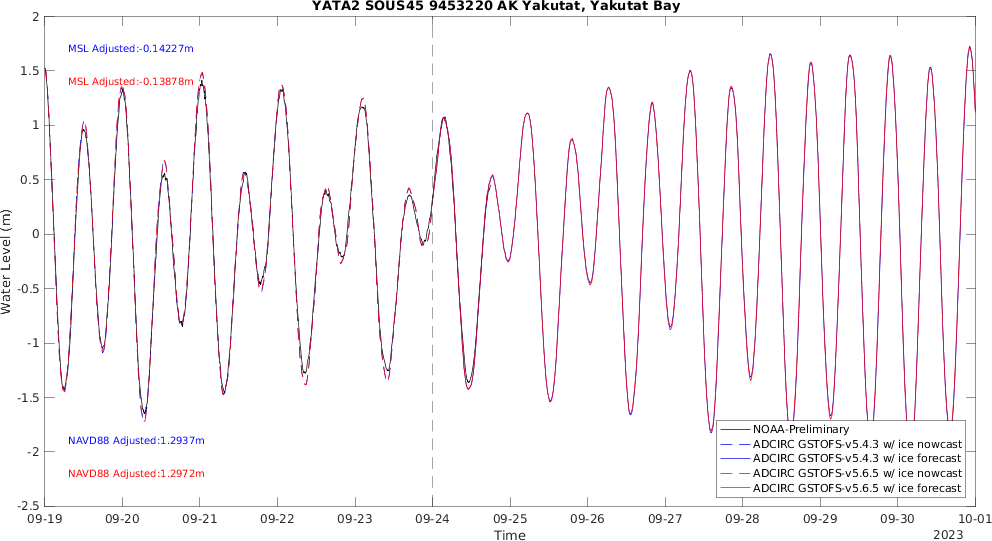 YATA2 SOUS45 9453220 AK Yakutat, Yakutat Bay
2
1.5
1
0.5
0
-0.5
-1
-1.5
-2
-2.5
Water Level (m)
MSL Adjusted:-0.14227m
MSL Adjusted:-0.13878m
NAVD88 Adjusted:1.2937m
NAVD88 Adjusted:1.2972m
NOAA-Preliminary
ADCIRC GSTOFS-v5.4.3 w/ ice nowcast
ADCIRC GSTOFS-v5.4.3 w/ ice forecast
ADCIRC GSTOFS-v5.6.5 w/ ice nowcast
ADCIRC GSTOFS-v5.6.5 w/ ice forecast
09-19 09-20 09-21 09-22 09-23 09-24 09-25 09-26 09-27 09-28 09-29 09-30 10-01
Time
2023